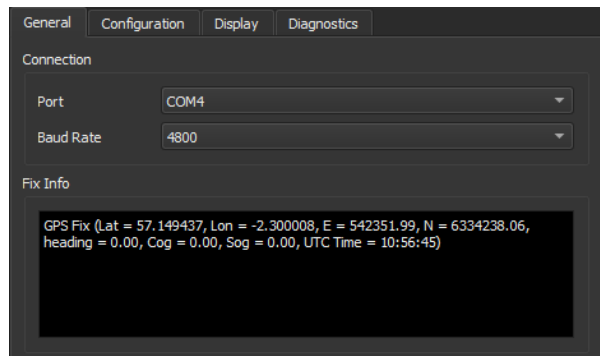 General Configuration Display Diagnostics
Connection
Port COM4
Baud Rate 4800
Fix Info
GPS Fix (Lat = 57.149437, Lon = -2.300008, E = 542351.99, N = 6334238.06,
heading = 0.00, Cog = 0.00, Sog = 0.00, UTC Time = 10:56:45)